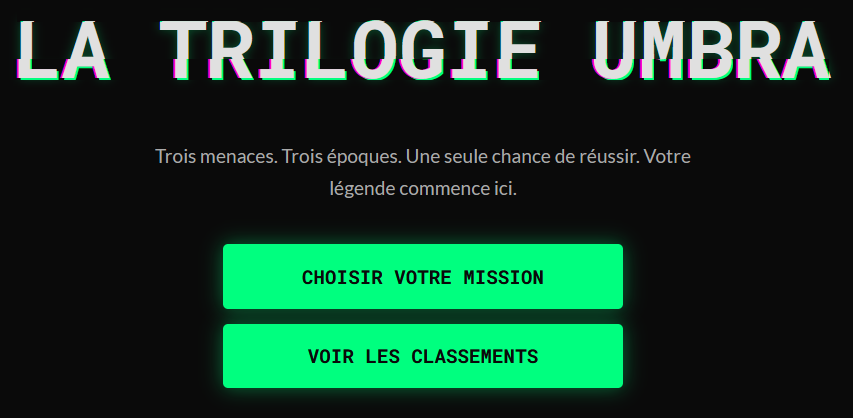 LA TRILOGIE UMBRA
Trois menaces. Trois époques. Une seule chance de réussir. Votre
légende commence ici.
CHOISIR VOTRE MISSION
VOIR LES CLASSEMENTS